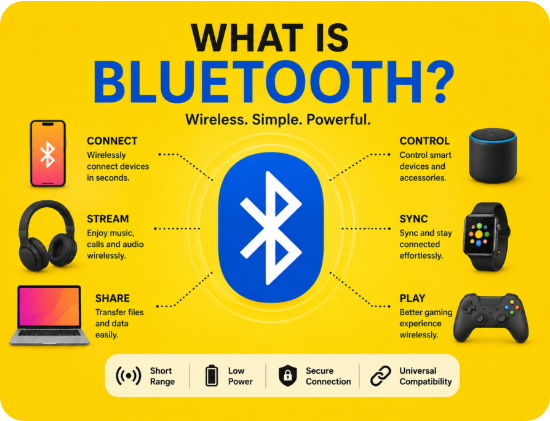 WHAT IS
BLUETOOTH?
Wireless. Simple. Powerful.
CONNECT
Wirelessly
connect devices
in seconds.
STREAM
Enjoy music,
calls and audio
wirelessly.
SHARE
Transfer files
and data
easily.
CONTROL
Control smart
devices and
accessories.
SYNC
Sync and stay
connected
effortlessly.
PLAY
Better gaming
experience
wirelessly.
Short
Range
Low
Power
Secure
Connection
Universal
Compatibility